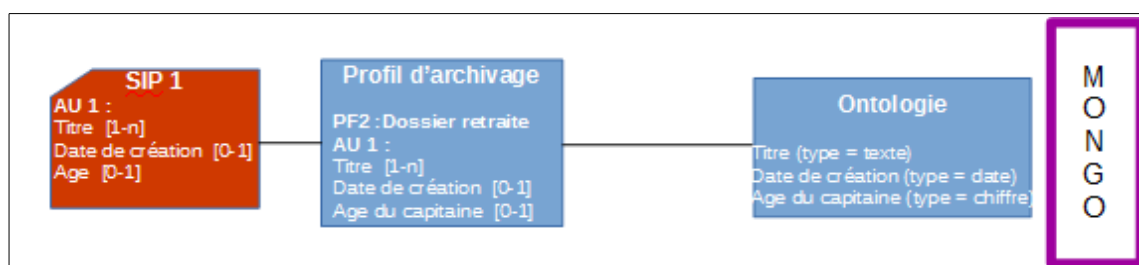 SIP 1
AU 1 :
Titre [1-n]
Date de création [0-1]
Age [0-1]
Profil d'archivage
PF2 : Dossier retraite
AU 1 :
Titre [1-n]
Date de création [0-1]
Age du capitaine [0-1]
Ontologie
Titre (type = texte)
Date de création (type = date)
Age du capitaine (type = chiffre)
M
O
N
G
O